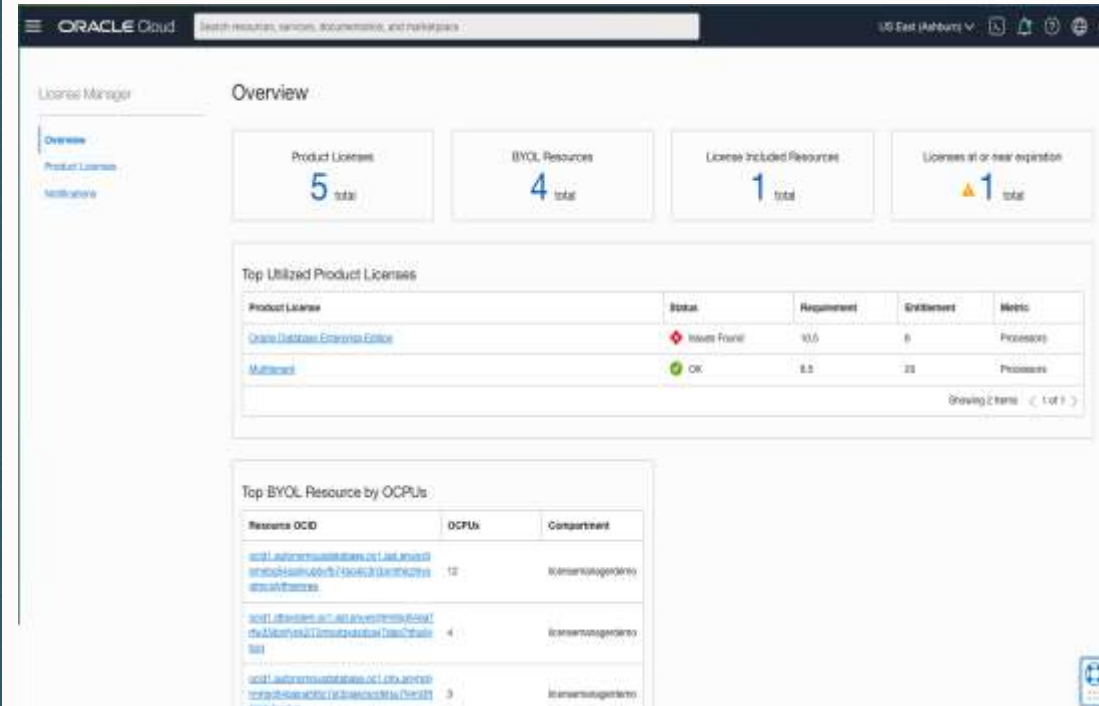 ORACLE Cloud
Search resources, services, documentation, and marketplace
US East (Ashburn)
License Manager
Overview
Overview
Product Licenses
Notifications
Product Licenses
5 total
BYOL Resources
4 total
License Included Resources
1 total
Licenses at or near expiration
1 total
Top Utilized Product Licenses
Product License Status Requirement Entitlement Metric
Oracle Database Enterprise Edition Issues Found 10.5 Processors
Multitenant OK 8.5 20 Processors
Showing 2 Items 1 of 1
Top BYOL Resource by OCPUs
Resource OCID OCPUs Compartment
12 licensemanagerdemo
4 licensemanagerdemo
3 licensemanagerdemo